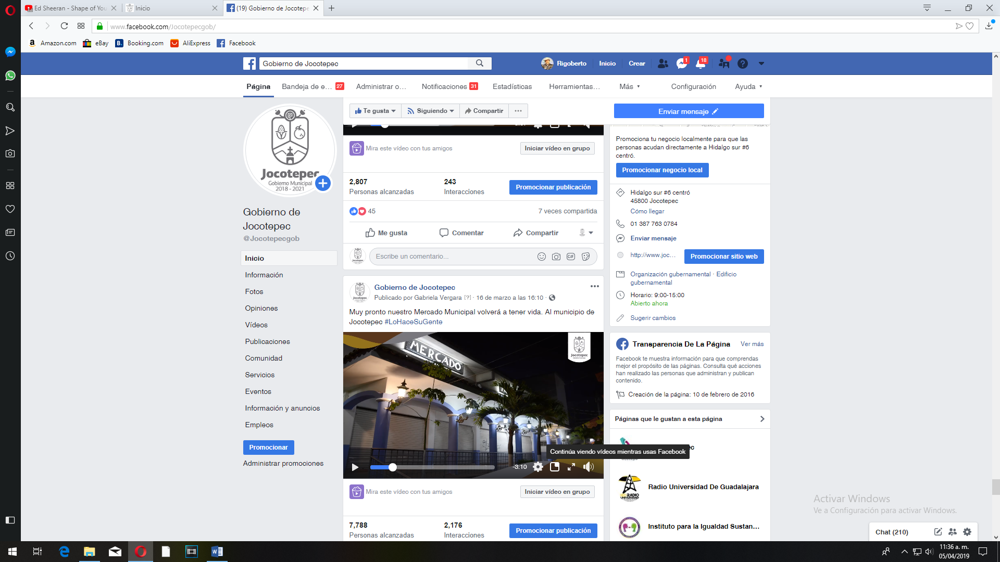 Ed Sheeran - Shape of You
Inicio
(19) Gobierno de Jocotepe
www.facebook.com/Jocotepecgob/
Amazon.com
eBay
Booking.com
AliExpress
Facebook
Gobierno de Jocotepec
Rigoberto
Inicio
Crear
1
18
Página
Bandeja de e... 27
Administrar o...
Notificaciones 31
Estadísticas
Herramientas...
Más
Configuración
Ayuda
Jocotepec
Gobierno Municipal
2018 - 2021
Gobierno de
Jocotepec
@Jocotepecgob
Inicio
Información
Fotos
Opiniones
Vídeos
Publicaciones
Comunidad
Servicios
Eventos
Información y anuncios
Empleos
Promocionar
Administrar promociones
Te gusta
Siguiendo
Compartir
Enviar mensaje
Mira este vídeo con tus amigos
Iniciar vídeo en grupo
2,807
Personas alcanzadas
243
Interacciones
Promocionar publicación
45
7 veces compartida
Me gusta
Comentar
Compartir
Escribe un comentario...
GIF
Gobierno de Jocotepec
Publicado por Gabriela Vergara [?] · 16 de marzo a las 16:10 ·
Muy pronto nuestro Mercado Municipal volverá a tener vida. Al municipio de
Jocotepec #LoHaceSuGente
MERCADO
Jocotepec
-3:10
Continúa viendo vídeos mientras usas Facebook
Mira este vídeo con tus amigos
Iniciar vídeo en grupo
7,788
Personas alcanzadas
2,176
Interacciones
Promocionar publicación
Promociona tu negocio localmente para que las
personas acudan directamente a Hidalgo sur #6
centró.
Promocionar negocio local
Hidalgo sur #6 centró
45800 Jocotepec
Cómo llegar
01 387 763 0784
Enviar mensaje
http://www.joc...
Promocionar sitio web
Organización gubernamental · Edificio
gubernamental
Horario: 9:00-15:00
Abierto ahora
Sugerir cambios
Transparencia De La Página
Ver más
Facebook te muestra información para que comprendas
mejor el propósito de las páginas. Consulta qué acciones
han realizado las personas que administran y publican
contenido.
Creación de la página: 10 de febrero de 2016
Páginas que le gustan a esta página
ec
Radio Universidad De Guadalajara
Instituto para la Igualdad Sustan...
Activar Windows
Ve a Configuración para activar Windows.
Chat (210)
11:36 a. m.
05/04/2019